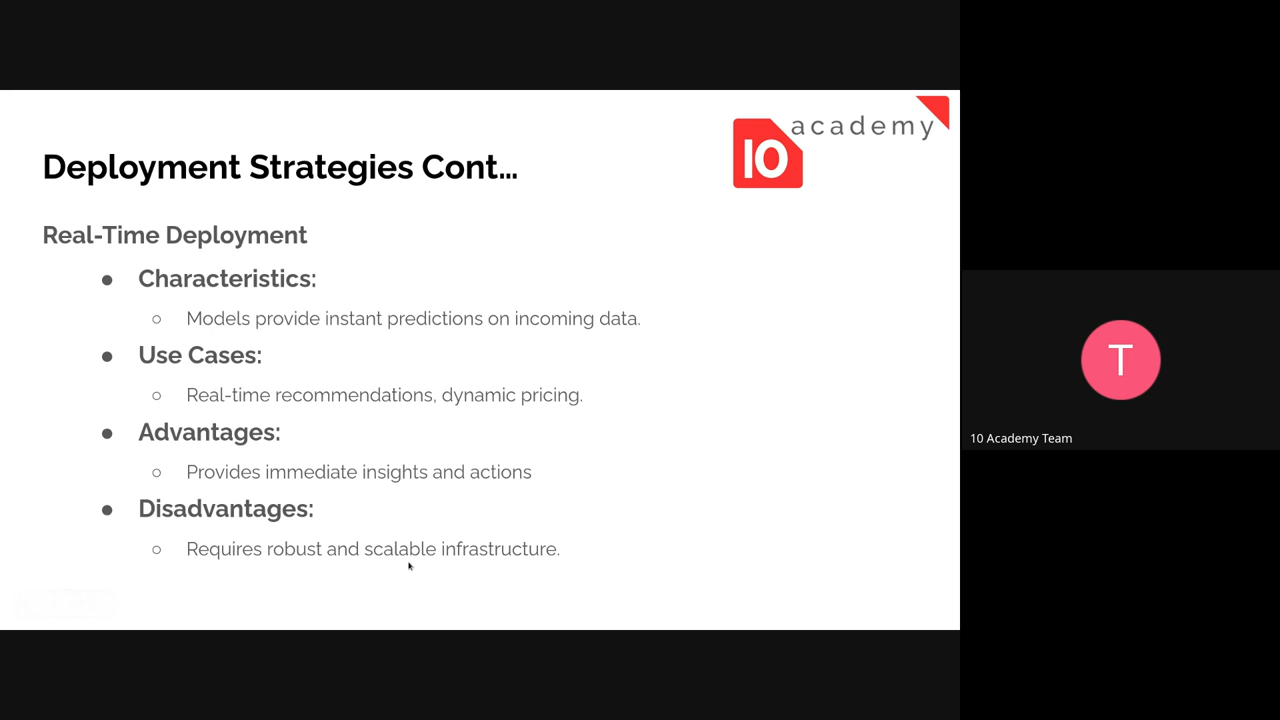 10 academy
Deployment Strategies Cont...
Real-Time Deployment
● Characteristics:
○ Models provide instant predictions on incoming data.
● Use Cases:
○ Real-time recommendations, dynamic pricing.
● Advantages:
○ Provides immediate insights and actions
● Disadvantages:
○ Requires robust and scalable infrastructure.
T
10 Academy Team